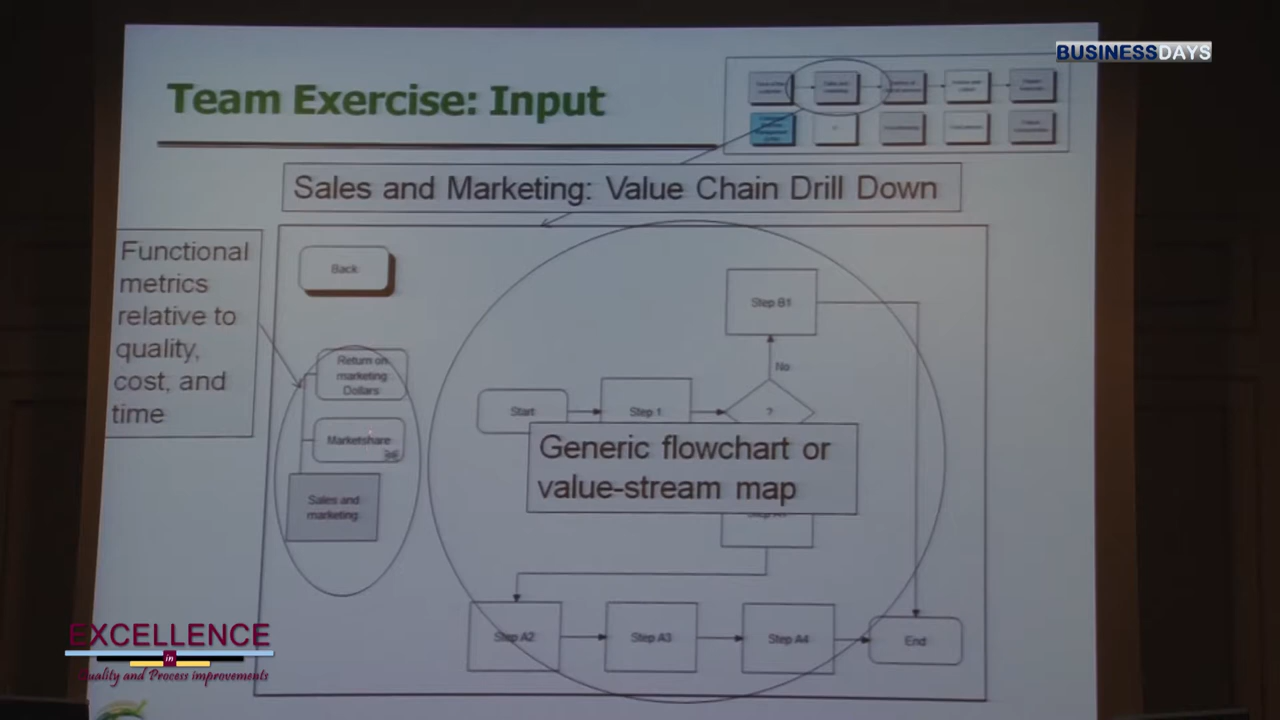 BUSINESSDAYS
Team Exercise: Input
Sales and Marketing: Value Chain Drill Down
Functional
metrics
relative to
quality,
cost, and
time
Back
Return on
marketing
Dollars
Marketshare
Sales and
marketing
Step B1
No
Start
Step 1
?
Generic flowchart or
value-stream map
Step A2
Step A3
Step A4
End
EXCELLENCE
in
Quality and Process improvements